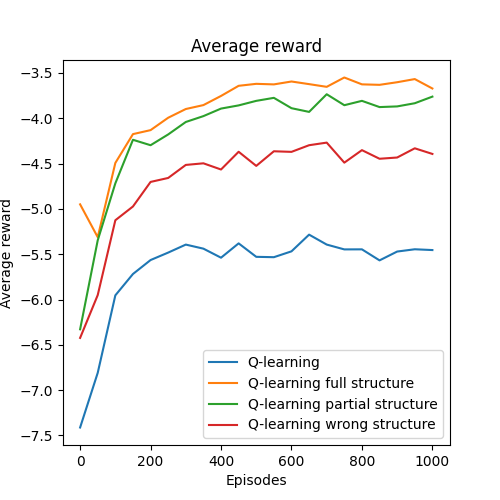 Average reward
−3.5
−4.0
−4.5
−5.0
−5.5
−6.0
−6.5
−7.0
−7.5
Average reward
0
200
400
600
800
1000
Episodes
Q-learning
Q-learning full structure
Q-learning partial structure
Q-learning wrong structure